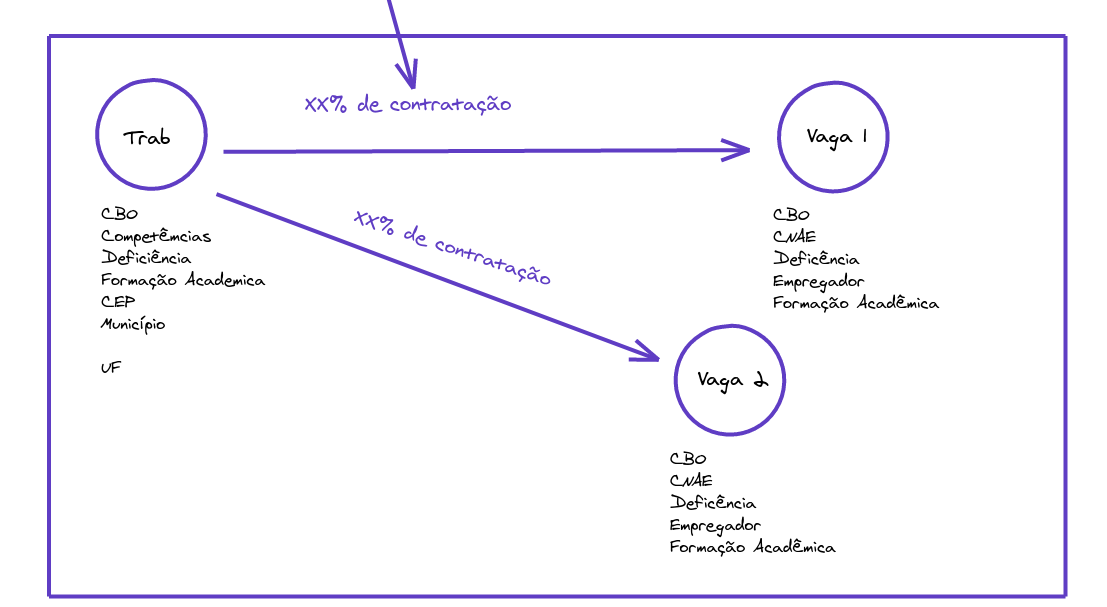 XX% de contratação
Trab
Vaga 1
XX% de contratação
CBO
Competêmcias
Deficiência
Formação Academica
CEP
Município
UF
CBO
CNAE
Defiĉencia
Empregador
Formação Acadêmica
Vaga 2
CBO
CNAE
Deficência
Empregador
Formação Acadêmica